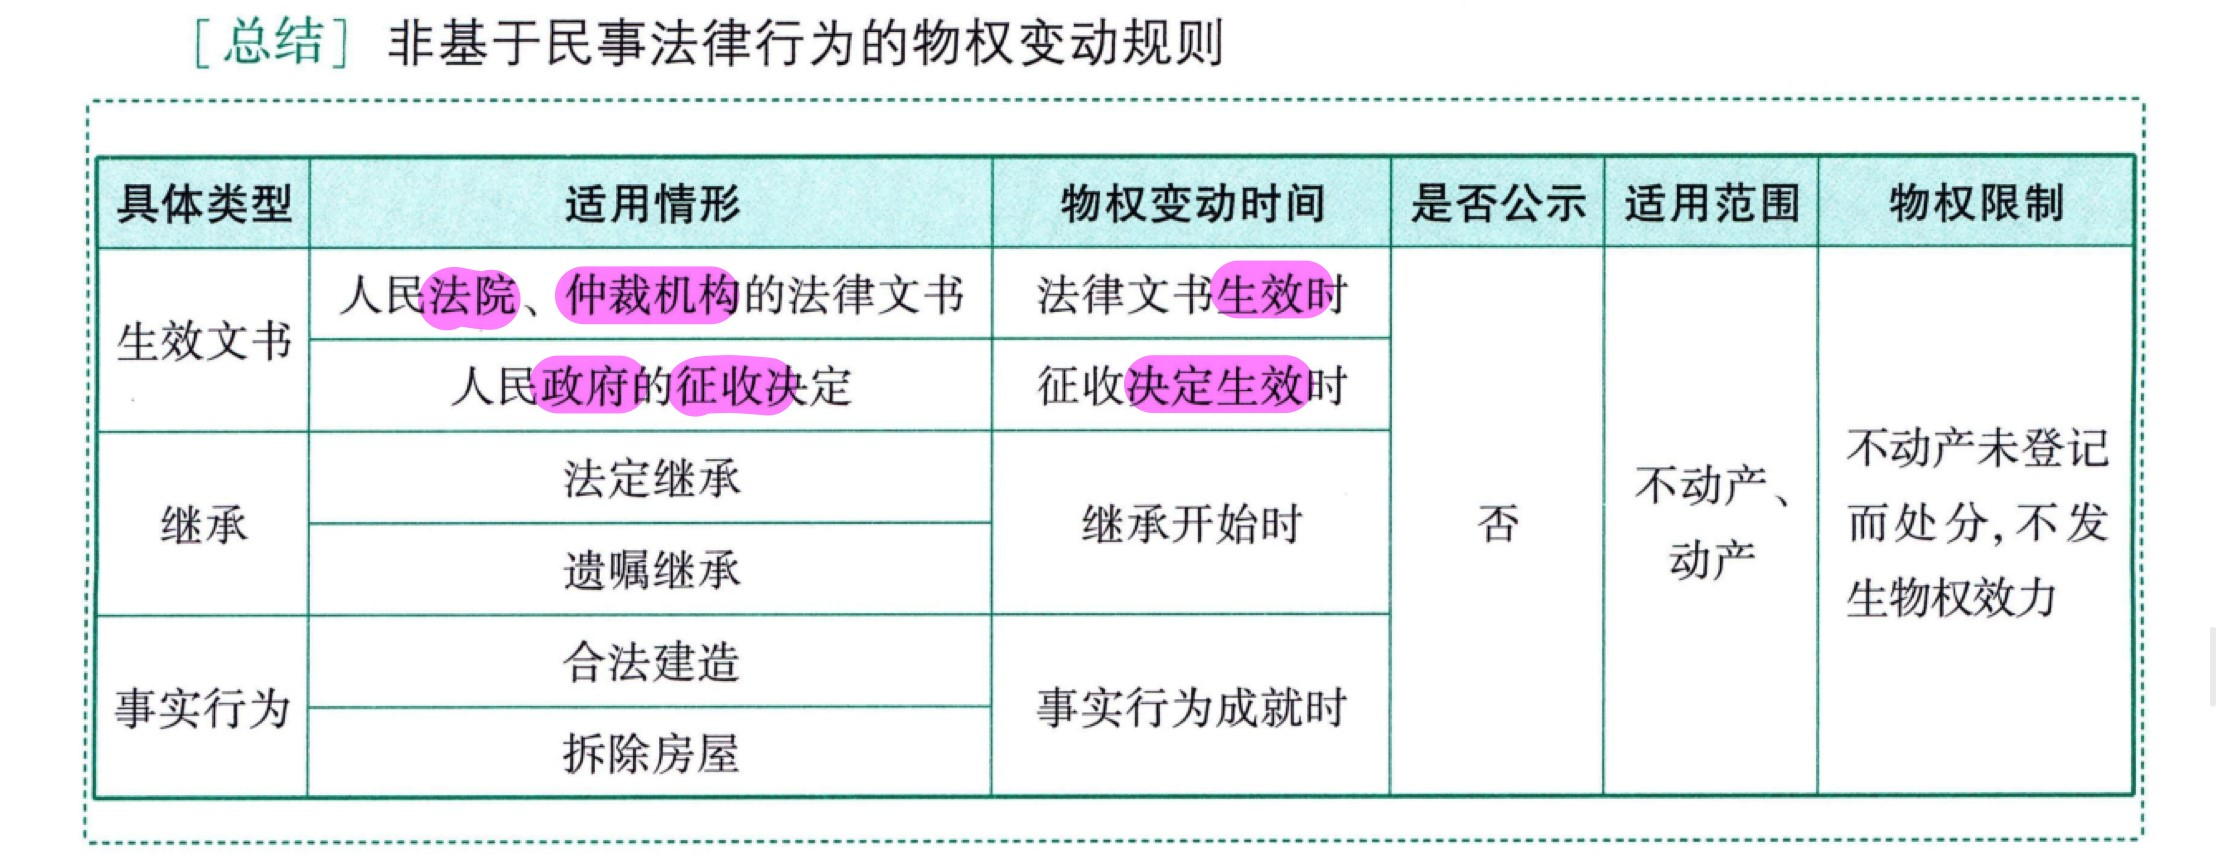 [总结] 非基于民事法律行为的物权变动规则
具体类型 适用情形 物权变动时间 是否公示 适用范围 物权限制
生效文书
人民法院、仲裁机构的法律文书 法律文书生效时
人民政府的征收决定 征收决定生效时
继承
法定继承
遗嘱继承
继承开始时
事实行为
合法建造
拆除房屋
事实行为成就时
否
不动产、
动产
不动产未登记
而处分,不发
生物权效力